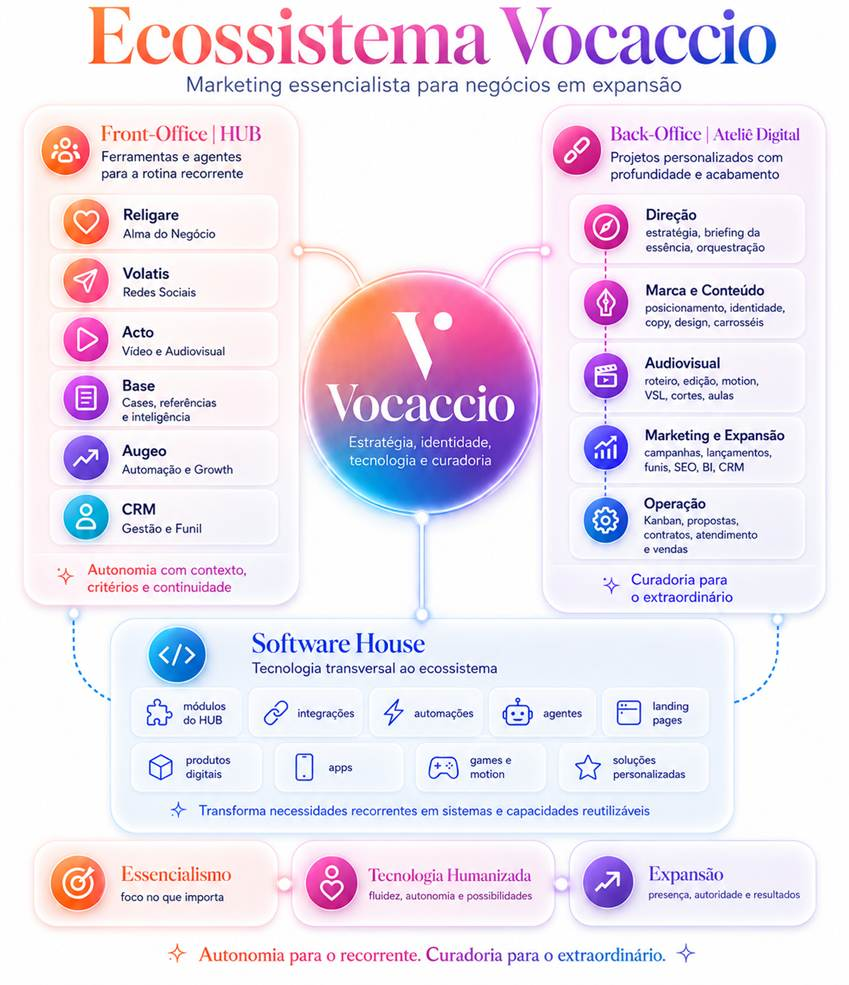 Ecossistema Vocaccio
Marketing essencialista para negócios em expansão
Front-Office | HUB
Ferramentas e agentes
para a rotina recorrente
Religare
Alma do Negócio
Volatis
Redes Sociais
Acto
Vídeo e Audiovisual
Base
Cases, referências
e inteligência
Augeo
Automação e Growth
CRM
Gestão e Funil
Autonomia com contexto,
critérios e continuidade
Vocaccio
Estratégia, identidade,
tecnologia e curadoria
Back-Office | Ateliê Digital
Projetos personalizados com
profundidade e acabamento
Direção
estratégia, briefing da
essência, orquestração
Marca e Conteúdo
posicionamento, identidade,
copy, design, carrosséis
Audiovisual
roteiro, edição, motion,
VSL, cortes, aulas
Marketing e Expansão
campanhas, lançamentos,
funis, SEO, BI, CRM
Operação
Kanban, propostas,
contratos, atendimento
e vendas
Curadoria para
o extraordinário
Software House
Tecnologia transversal ao ecossistema
módulos
do HUB
integrações
automações
agentes
landing
pages
produtos
digitais
apps
games e
motion
soluções
personalizadas
Transforma necessidades recorrentes em sistemas e capacidades reutilizáveis
Essencialismo
foco no que importa
Tecnologia Humanizada
fluidez, autonomia e possibilidades
Expansão
presença, autoridade e resultados
Autonomia para o recorrente. Curadoria para o extraordinário.